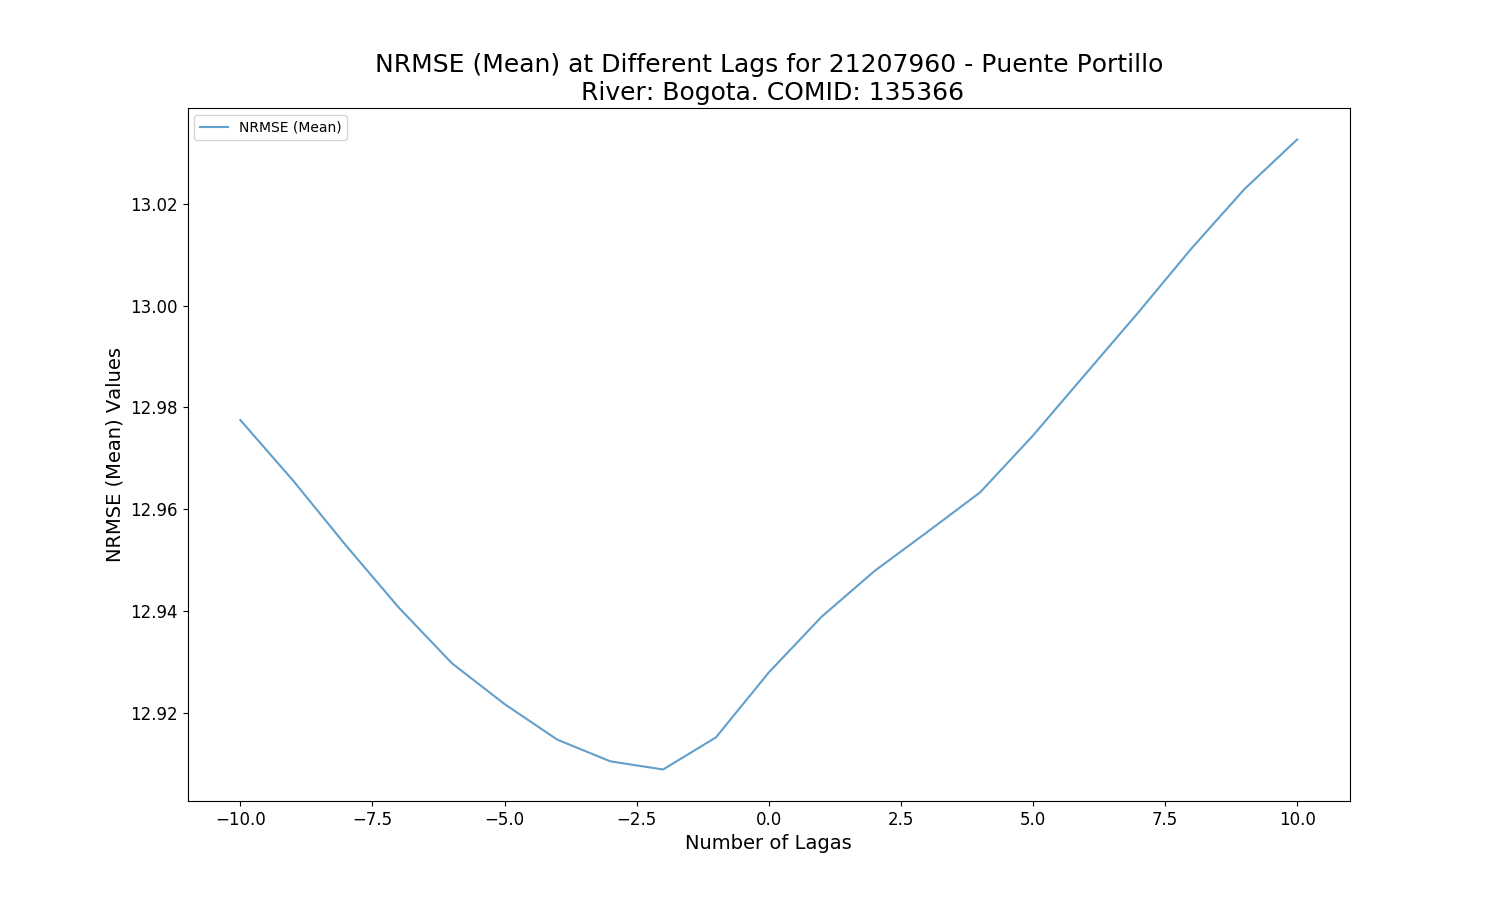 NRMSE (Mean) at Different Lags for 21207960 - Puente Portillo
River: Bogota. COMID: 135366
NRMSE (Mean)
NRMSE (Mean) Values
13.02
13.00
12.98
12.96
12.94
12.92
−10.0 −7.5 −5.0 −2.5 0.0 2.5 5.0 7.5 10.0
Number of Lagas